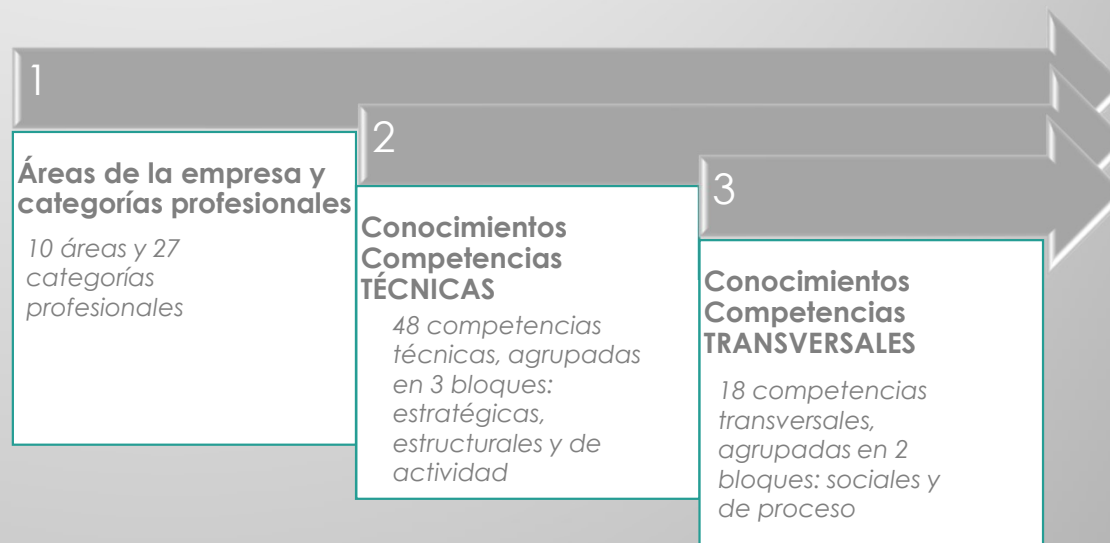 1
Áreas de la empresa y
categorías profesionales
10 áreas y 27
categorías
profesionales
2
Conocimientos
Competencias
TÉCNICAS
48 competencias
técnicas, agrupadas
en 3 bloques:
estratégicas,
estructurales y de
actividad
3
Conocimientos
Competencias
TRANSVERSALES
18 competencias
transversales,
agrupadas en 2
bloques: sociales y
de proceso